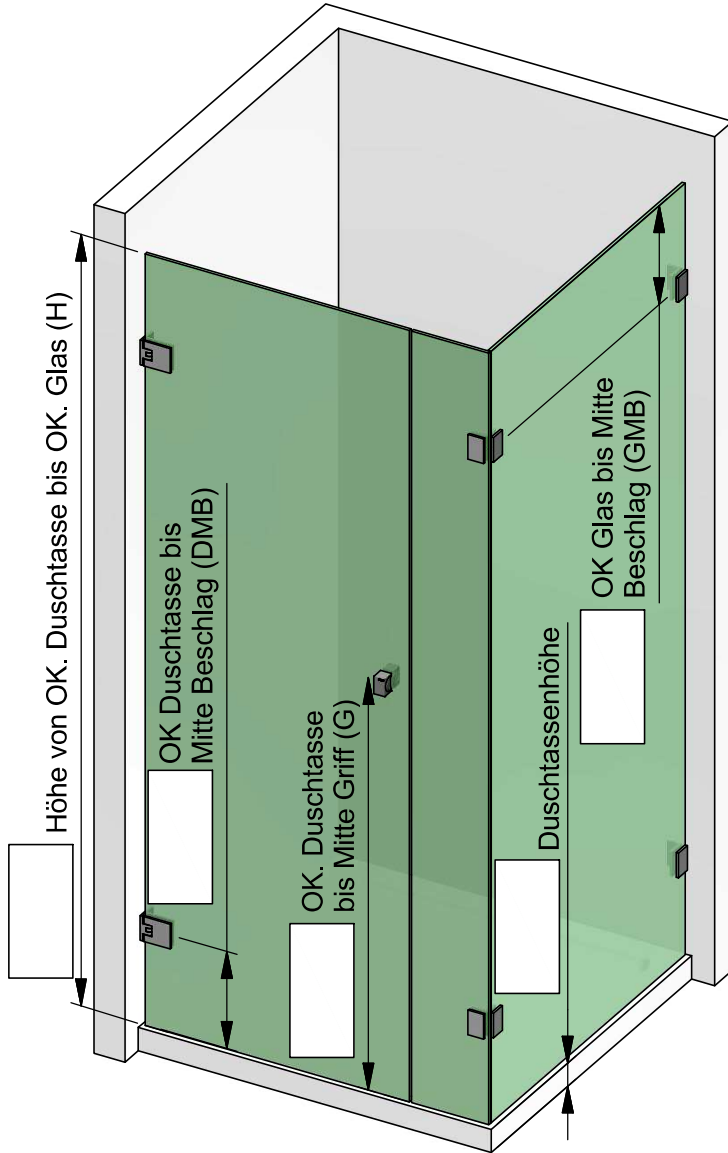 Höhe von OK. Duschtasse bis OK. Glas (H)
OK Duschtasse bis
Mitte Beschlag (DMB)
OK. Duschtasse
bis Mitte Griff (G)
Duschtassenhöhe
OK Glas bis Mitte
Beschlag (GMB)